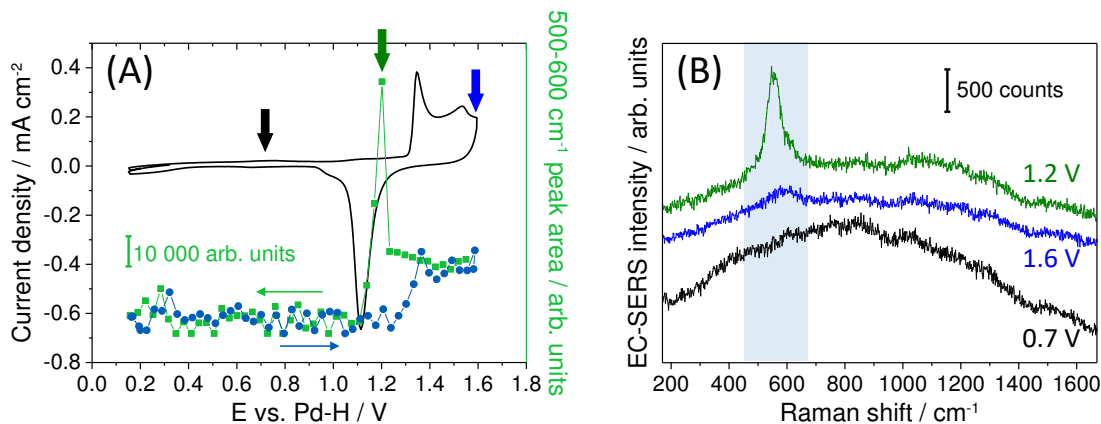 (A)
0.4
0.2
0.0
-0.2
-0.4
-0.6
-0.8
Current density / mA cm⁻²
10 000 arb. units
0.0 0.2 0.4 0.6 0.8 1.0 1.2 1.4 1.6 1.8
E vs. Pd-H / V
500-600 cm⁻¹ peak area / arb. units
(B)
500 counts
1.2 V
1.6 V
0.7 V
EC-SERS intensity / arb. units
200 400 600 800 1000 1200 1400 1600
Raman shift / cm⁻¹